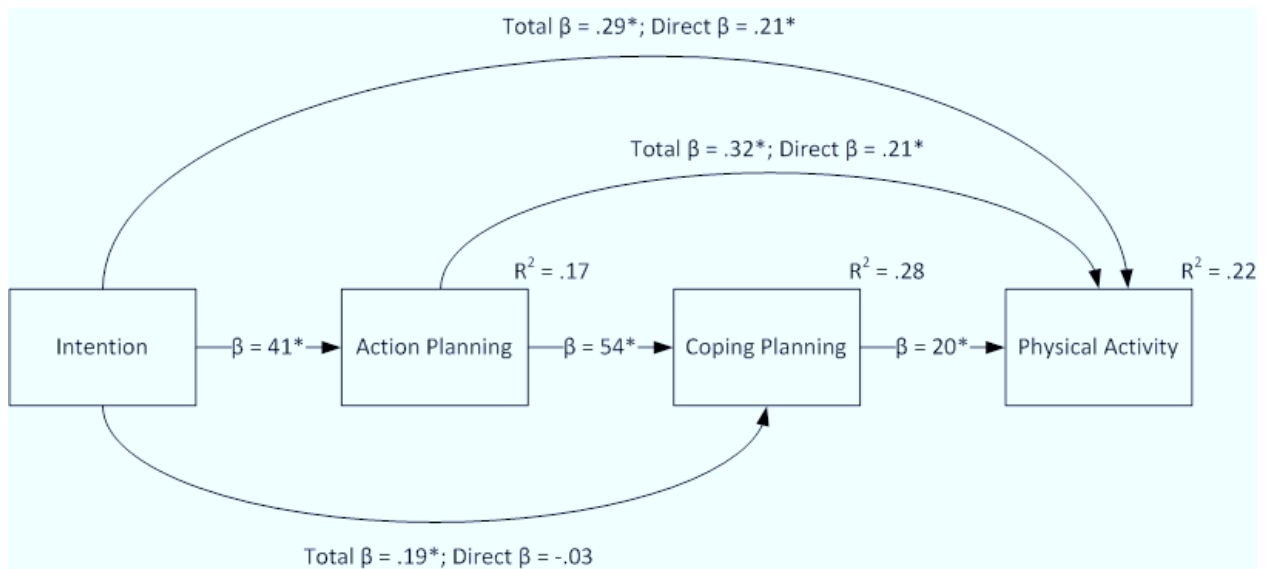 Total β = .29*; Direct β = .21*
Total β = .32*; Direct β = .21*
R² = .17
R² = .28
R² = .22
Intention
β = 41*
Action Planning
β = 54*
Coping Planning
β = 20*
Physical Activity
Total β = .19*; Direct β = -.03